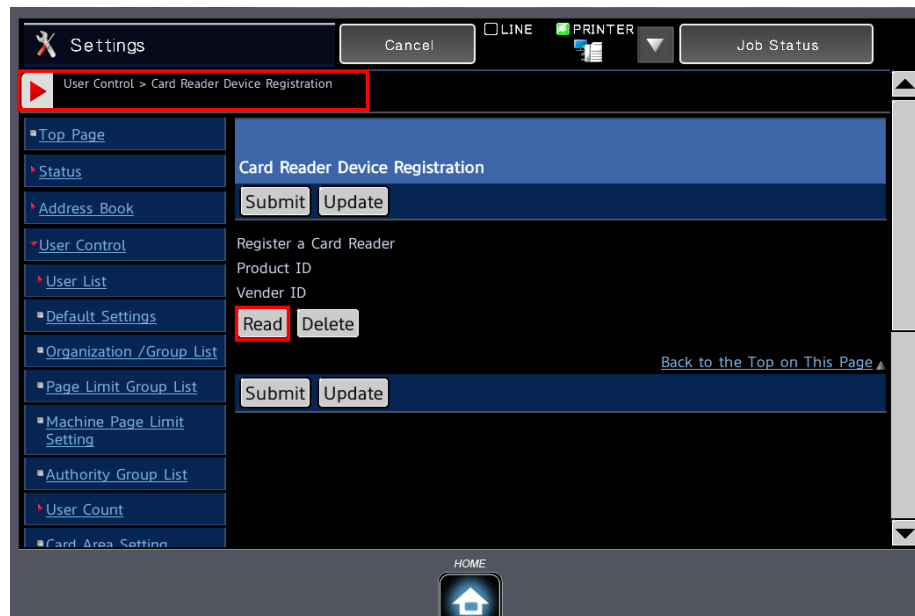 Settings
Cancel
LINE
PRINTER
Job Status
User Control > Card Reader Device Registration
Top Page
Status
Address Book
User Control
User List
Default Settings
Organization /Group List
Page Limit Group List
Machine Page Limit
Setting
Authority Group List
User Count
Card Area Setting
Card Reader Device Registration
Submit Update
Register a Card Reader
Product ID
Vender ID
Read Delete
Back to the Top on This Page
Submit Update
HOME